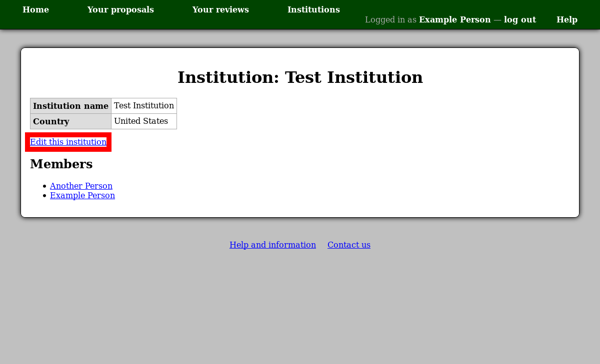 Home Your proposals Your reviews Institutions
Logged in as Example Person — log out Help
Institution: Test Institution
Institution name Test Institution
Country United States
Edit this institution
Members
• Another Person
• Example Person
Help and information Contact us